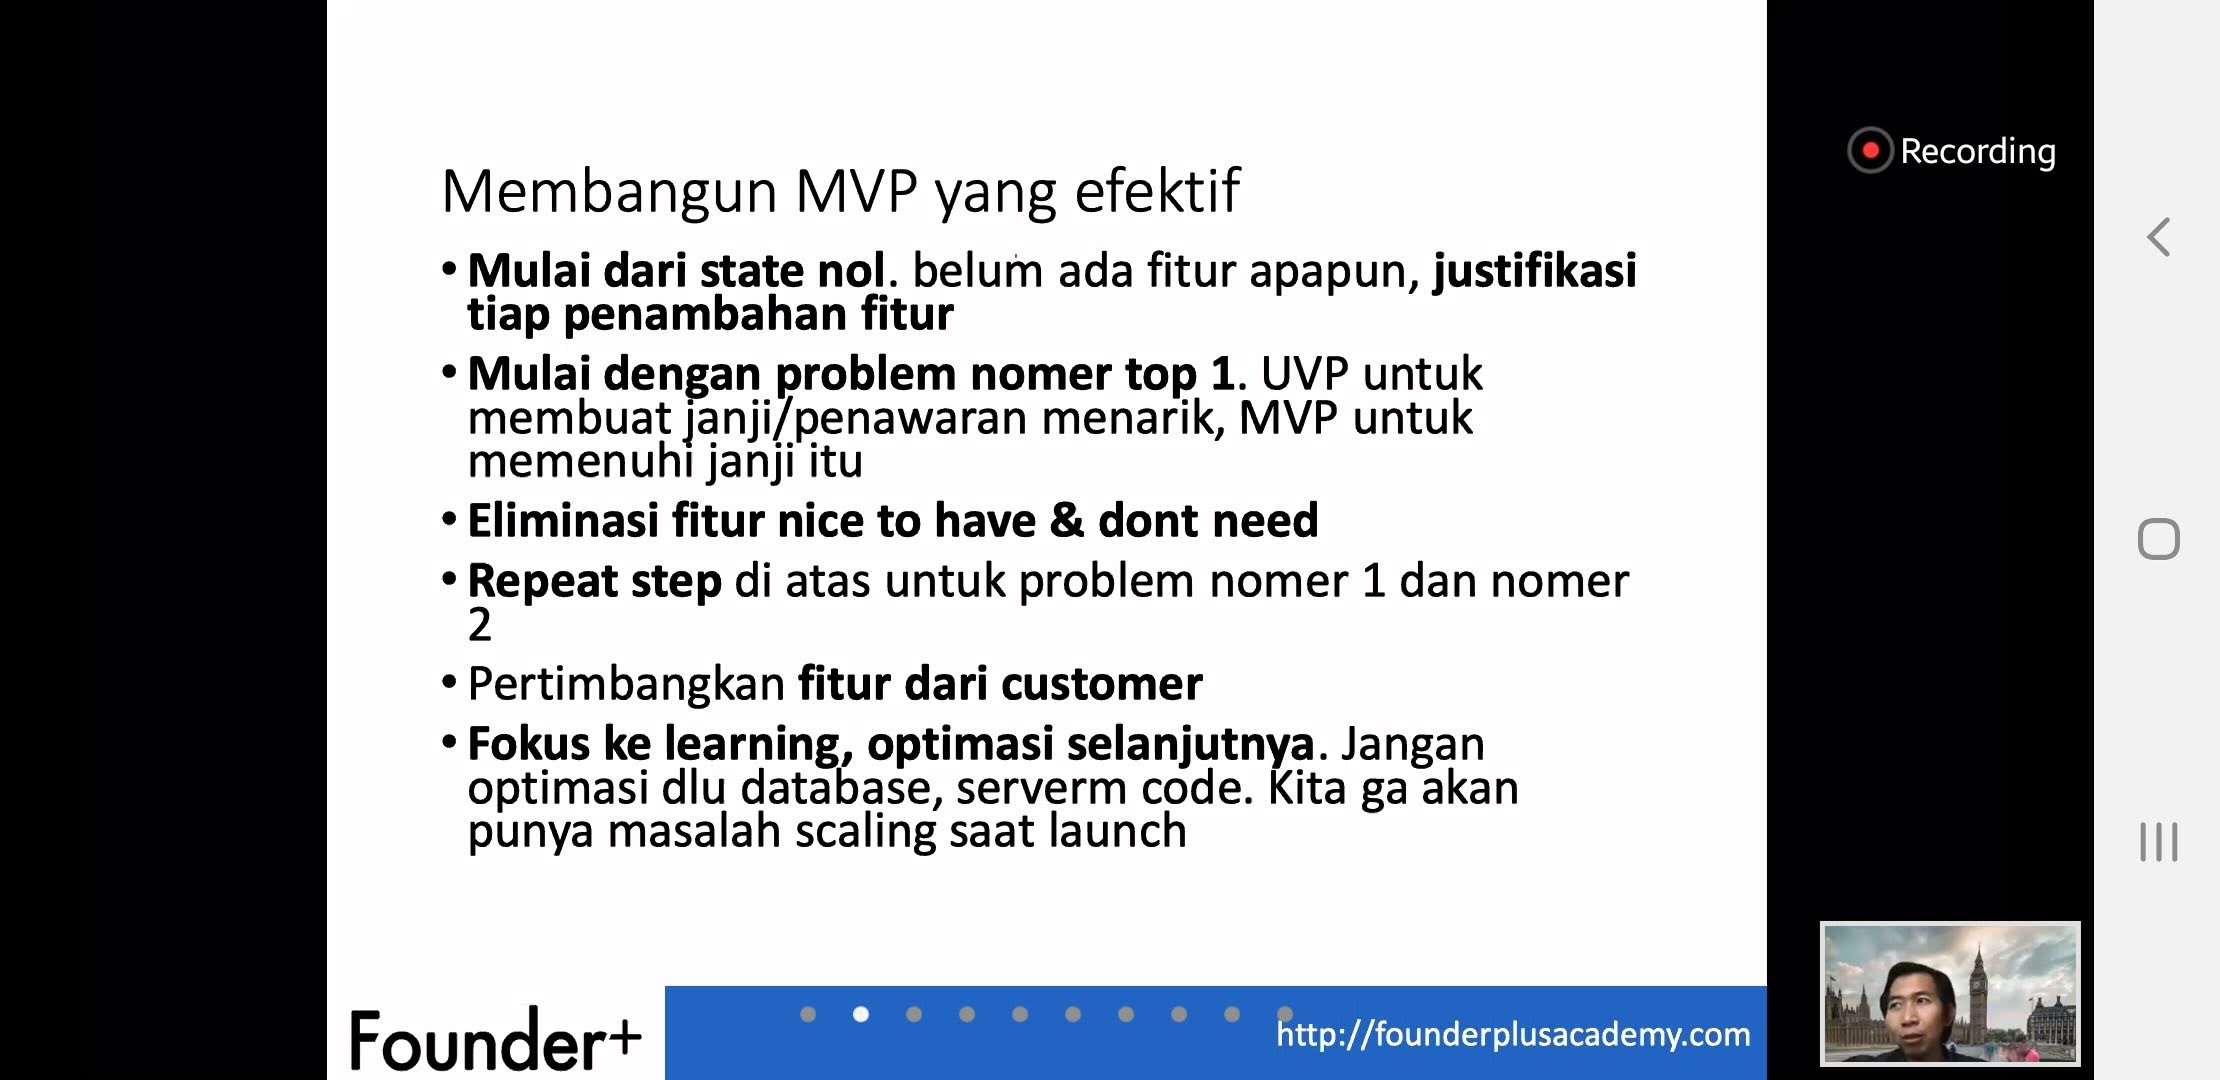 Recording
Membangun MVP yang efektif
• Mulai dari state nol. belum ada fitur apapun, justifikasi
tiap penambahan fitur
• Mulai dengan problem nomer top 1. UVP untuk
membuat janji/penawaran menarik, MVP untuk
memenuhi janji itu
• Eliminasi fitur nice to have & dont need
• Repeat step di atas untuk problem nomer 1 dan nomer
2
• Pertimbangkan fitur dari customer
• Fokus ke learning, optimasi selanjutnya. Jangan
optimasi dlu database, serverm code. Kita ga akan
punya masalah scaling saat launch
Founder+
http://founderplusacademy.com